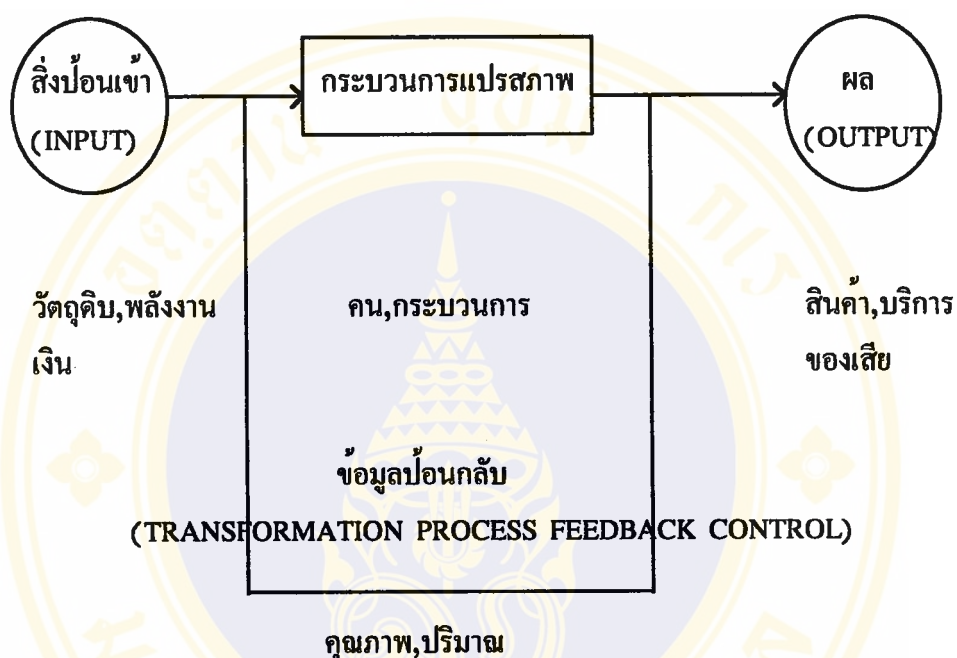 สิ่งป้อนเข้า
(INPUT)
กระบวนการแปรสภาพ
ผล
(OUTPUT)
วัตถุดิบ,พลังงาน
เงิน
คน,กระบวนการ
สินค้า,บริการ
ของเสีย
ข้อมูลป้อนกลับ
(TRANSFORMATION PROCESS FEEDBACK CONTROL)
คุณภาพ,ปริมาณ